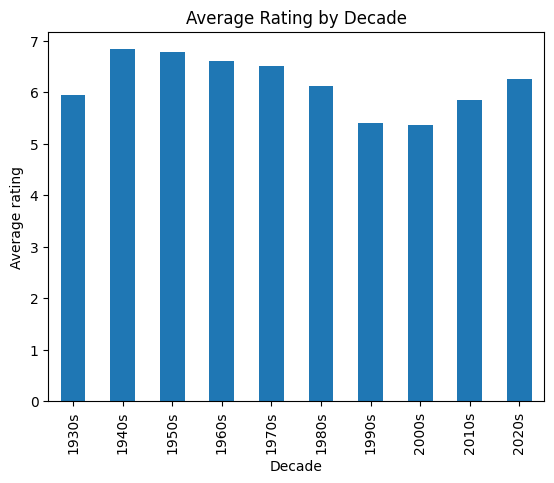 Average Rating by Decade
Average rating
7
6
5
4
3
2
1
0
1930s
1940s
1950s
1960s
1970s
1980s
1990s
2000s
2010s
2020s
Decade